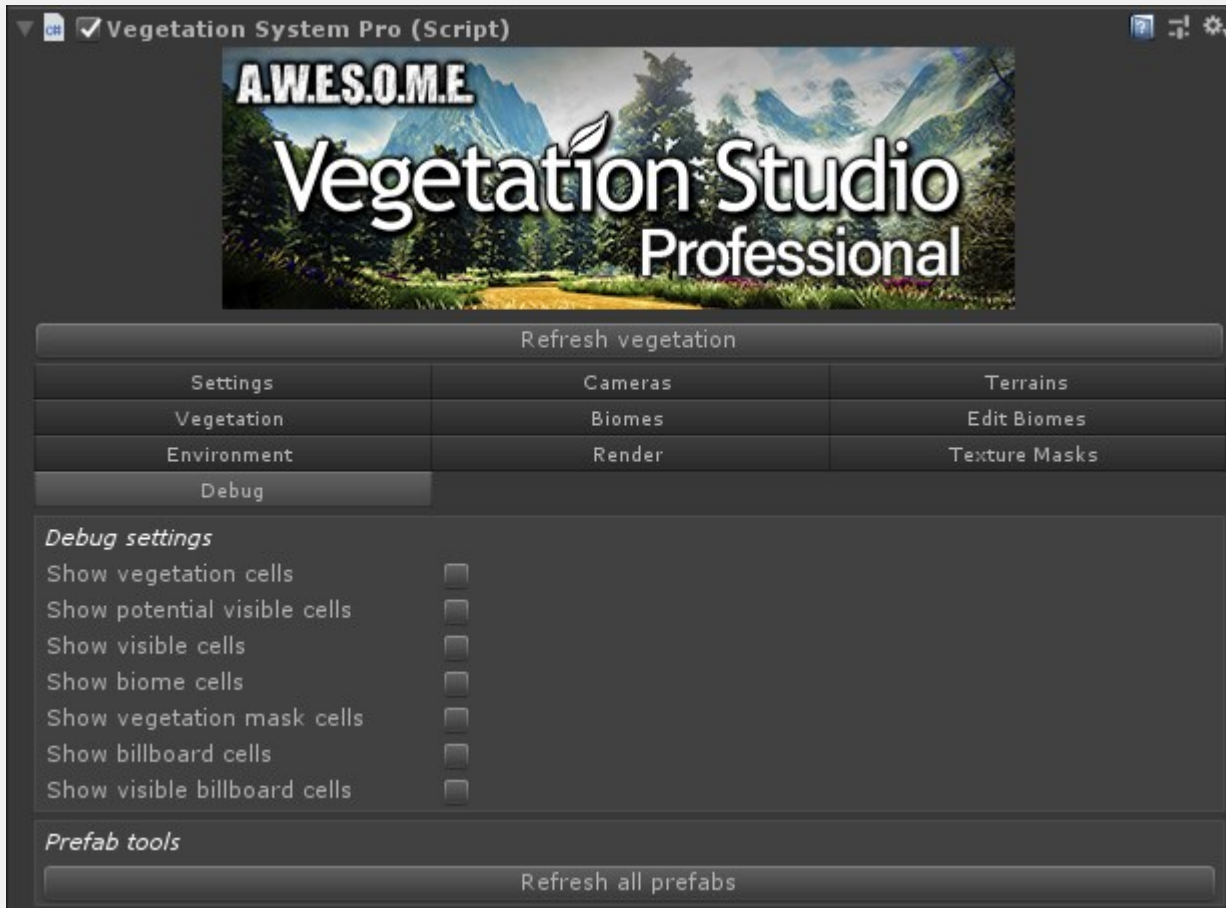 Vegetation System Pro (Script)
A.W.E.S.O.M.E.
Vegetation Studio
Professional
Refresh vegetation
Settings Cameras Terrains
Vegetation Biomes Edit Biomes
Environment Render Texture Masks
Debug
Debug settings
Show vegetation cells
Show potential visible cells
Show visible cells
Show biome cells
Show vegetation mask cells
Show billboard cells
Show visible billboard cells
Prefab tools
Refresh all prefabs